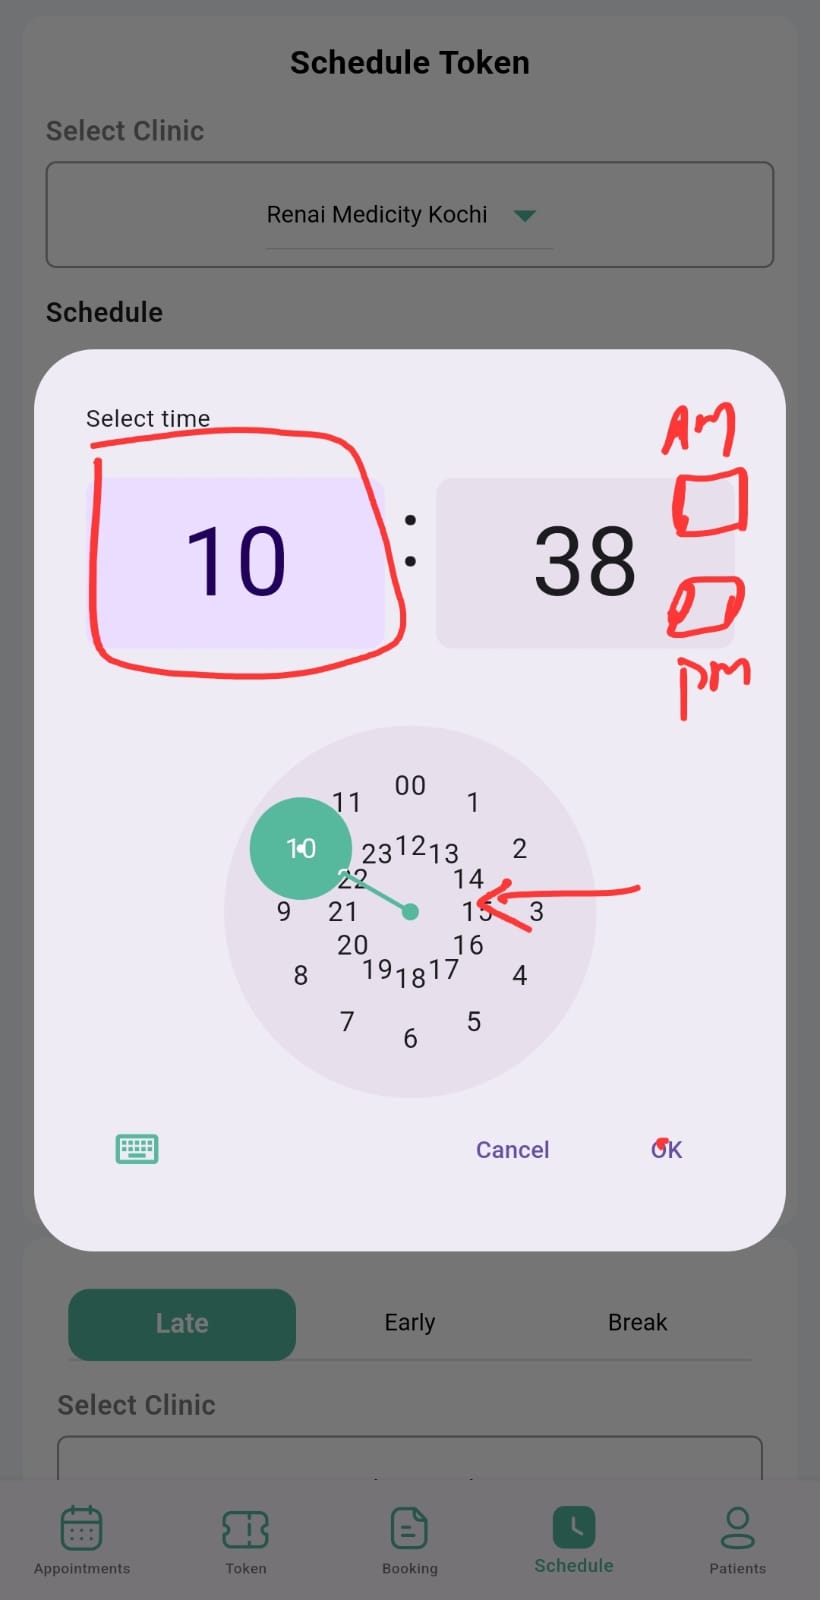 Schedule Token
Select Clinic
Renai Medicity Kochi
Schedule
Select time
AM
10 : 38
PM
00
11 1
10 2
23 12 13
22 14
9 21 15 3
20 16
8 19 18 17 4
7 5
6
Cancel OK
Late Early Break
Select Clinic
Appointments Token Booking Schedule Patients